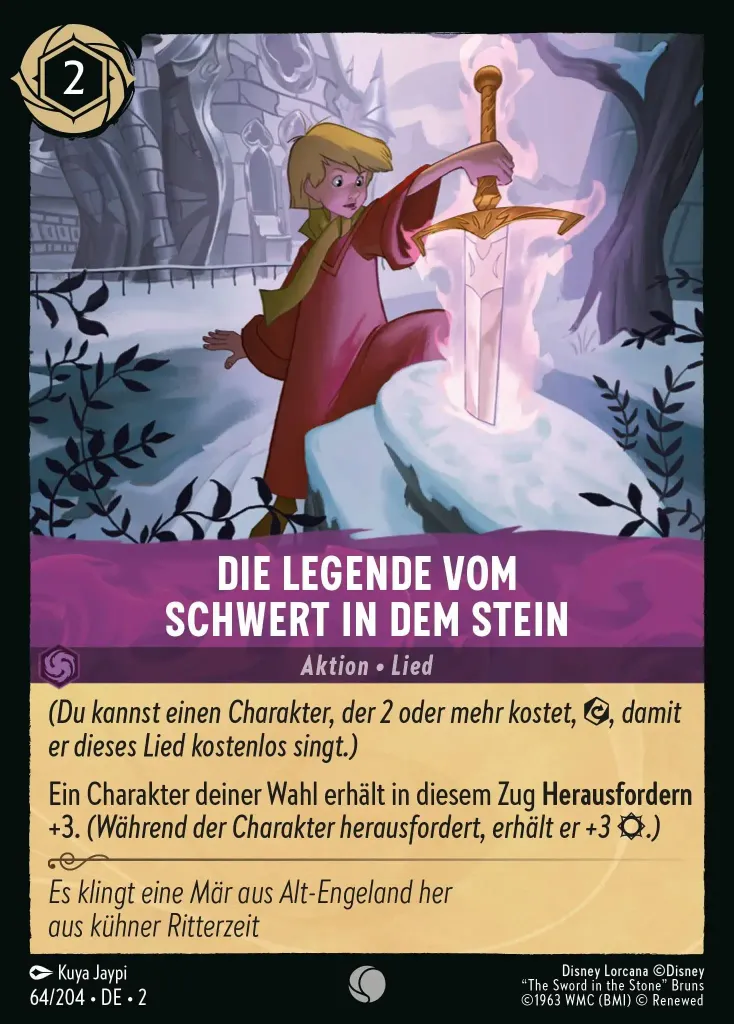 2
DIE LEGENDE VOM
SCHWERT IN DEM STEIN
Aktion • Lied
(Du kannst einen Charakter, der 2 oder mehr kostet, , damit
er dieses Lied kostenlos singt.)
Ein Charakter deiner Wahl erhält in diesem Zug Herausfordern
+3. (Während der Charakter herausfordert, erhält er +3 .)
Es klingt eine Mär aus Alt-Engeland her
aus kühner Ritterzeit
Kuya Jaypi
64/204 • DE • 2
Disney Lorcana ©Disney
“The Sword in the Stone” Bruns
©1963 WMC (BMI) © Renewed